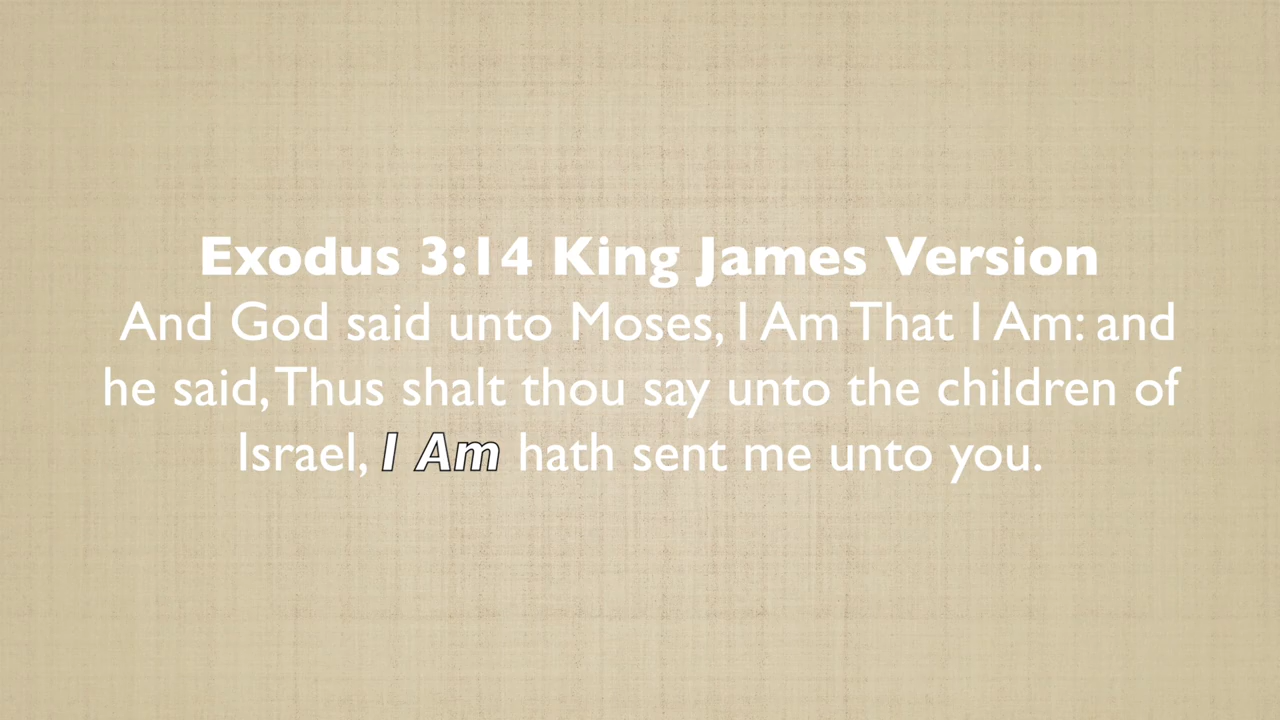 Exodus 3:14 King James Version
And God said unto Moses, I Am That I Am: and
he said, Thus shalt thou say unto the children of
Israel, I Am hath sent me unto you.